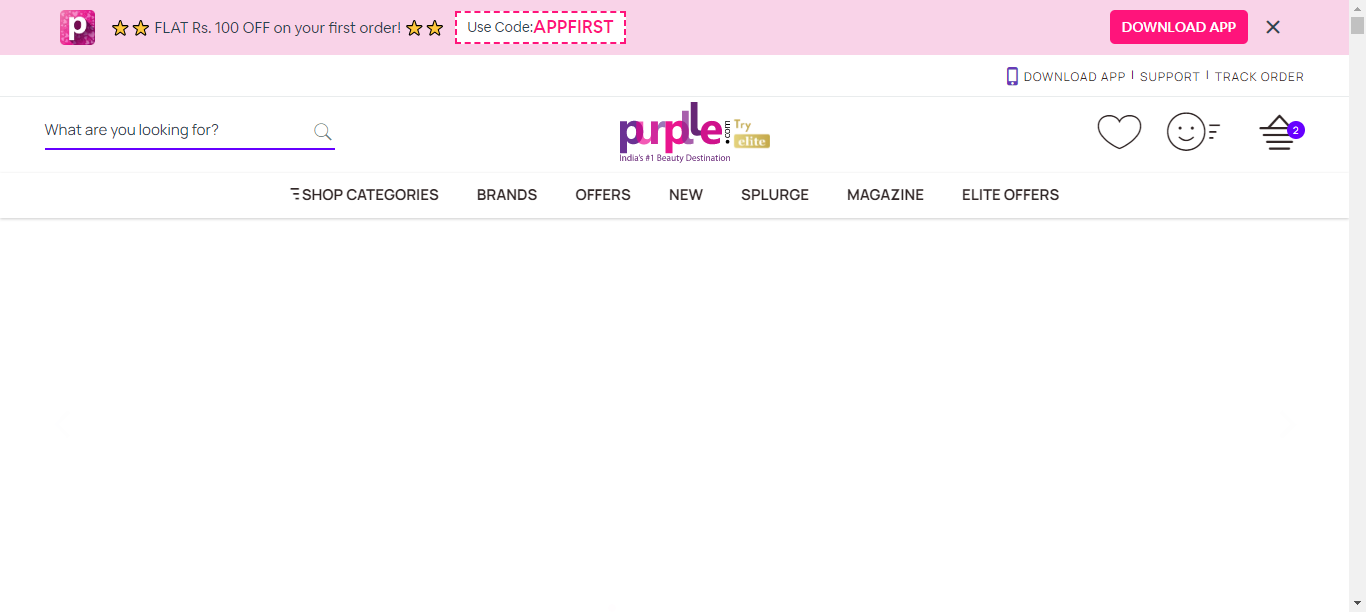 FLAT Rs. 100 OFF on your first order!
Use Code:APPFIRST
DOWNLOAD APP
DOWNLOAD APP
SUPPORT
TRACK ORDER
What are you looking for?
purplle.com
Try
elite
India's #1 Beauty Destination
2
SHOP CATEGORIES
BRANDS
OFFERS
NEW
SPLURGE
MAGAZINE
ELITE OFFERS